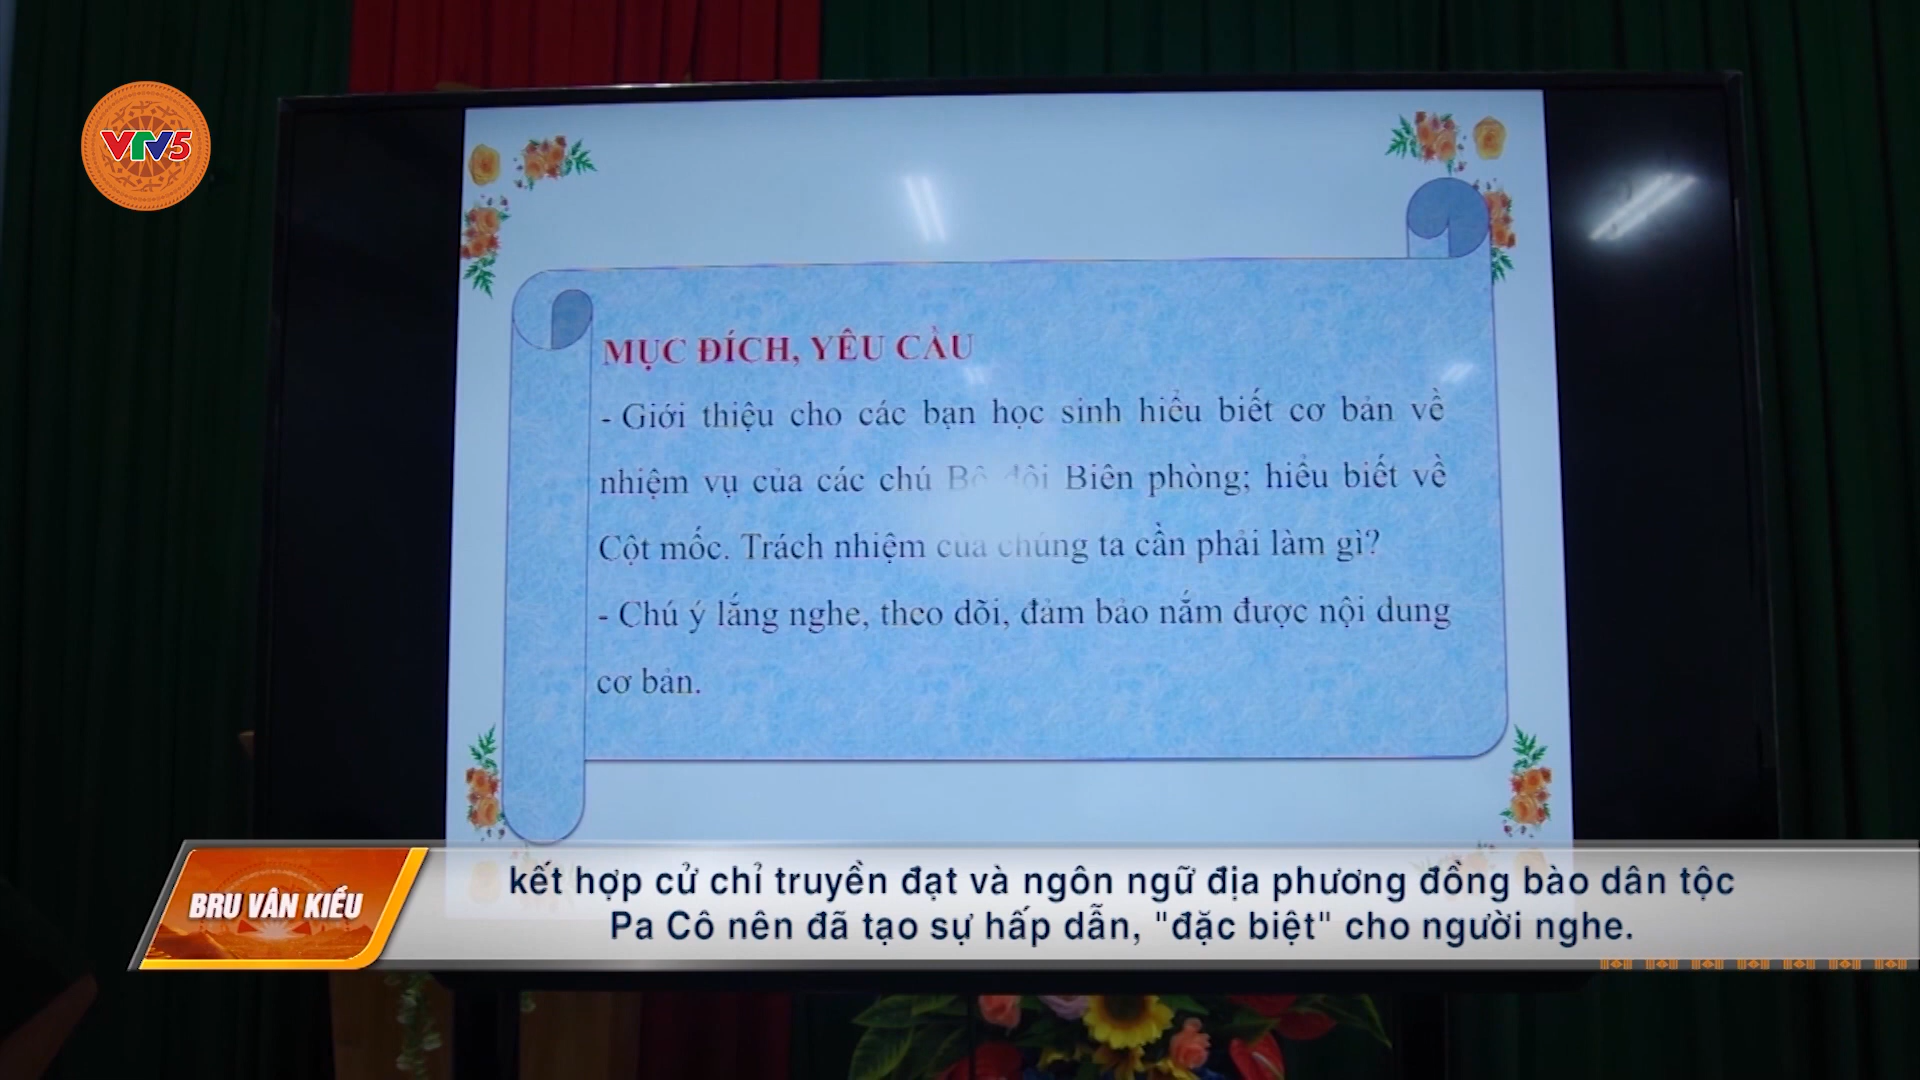 VTV5
MỤC ĐÍCH, YÊU CẦU
- Giới thiệu cho các bạn học sinh hiểu biết cơ bản về
nhiệm vụ của các chú Bộ đội Biên phòng; hiểu biết về
Cột mốc. Trách nhiệm của chúng ta cần phải làm gì?
- Chú ý lắng nghe, theo dõi, đảm bảo nắm được nội dung
cơ bản.
BRU VÂN KIỀU
kết hợp cử chỉ truyền đạt và ngôn ngữ địa phương đồng bào dân tộc
Pa Cô nên đã tạo sự hấp dẫn, "đặc biệt" cho người nghe.